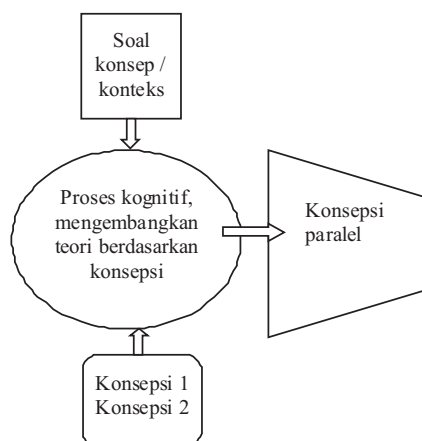 Soal
konsep /
konteks
Proses kognitif,
mengembangkan
teori berdasarkan
konsepsi
Konsepsi
paralel
Konsepsi 1
Konsepsi 2